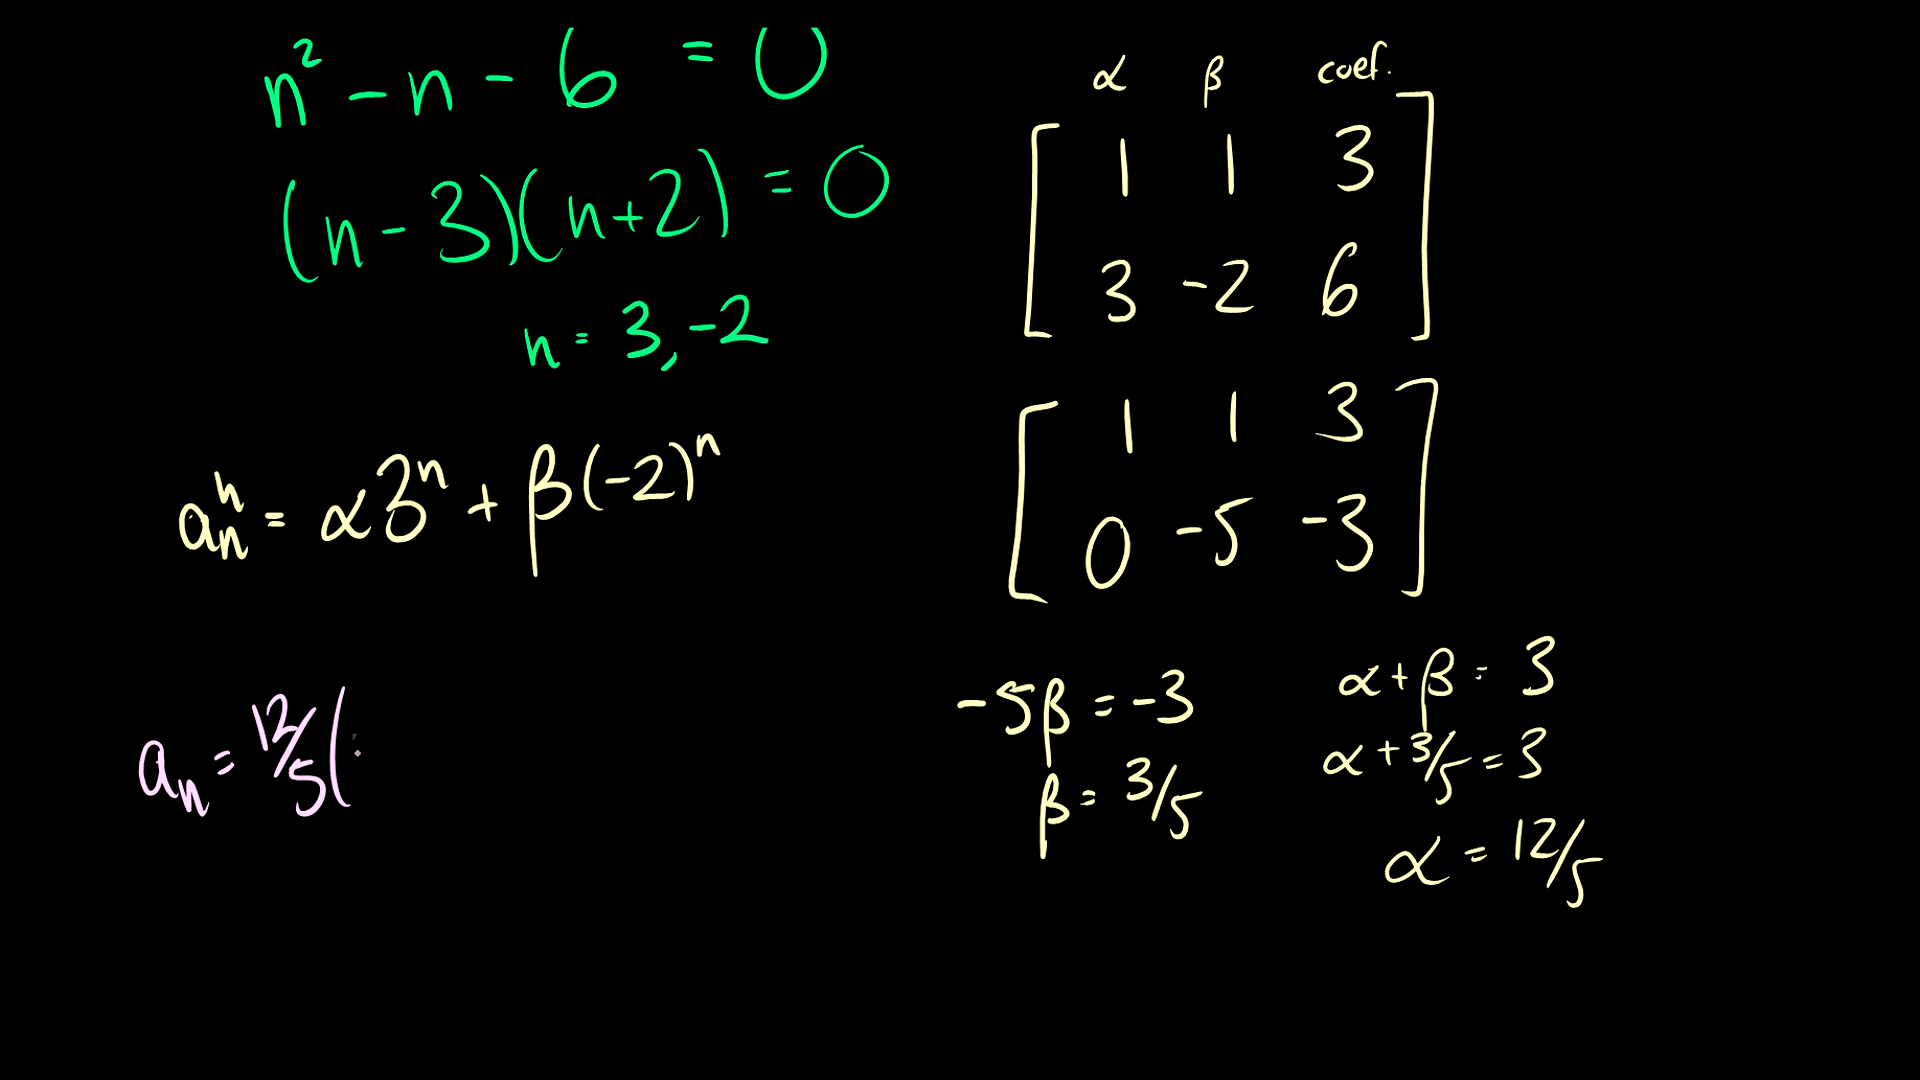 n² - n - 6 = 0
(n - 3)(n + 2) = 0
n = 3, -2
aₙʰ = α3ⁿ + β(-2)ⁿ
aₙ = 12/5 (
α β coef.
1 1 3
3 -2 6
1 1 3
0 -5 -3
-5β = -3
β = 3/5
α + β = 3
α + 3/5 = 3
α = 12/5